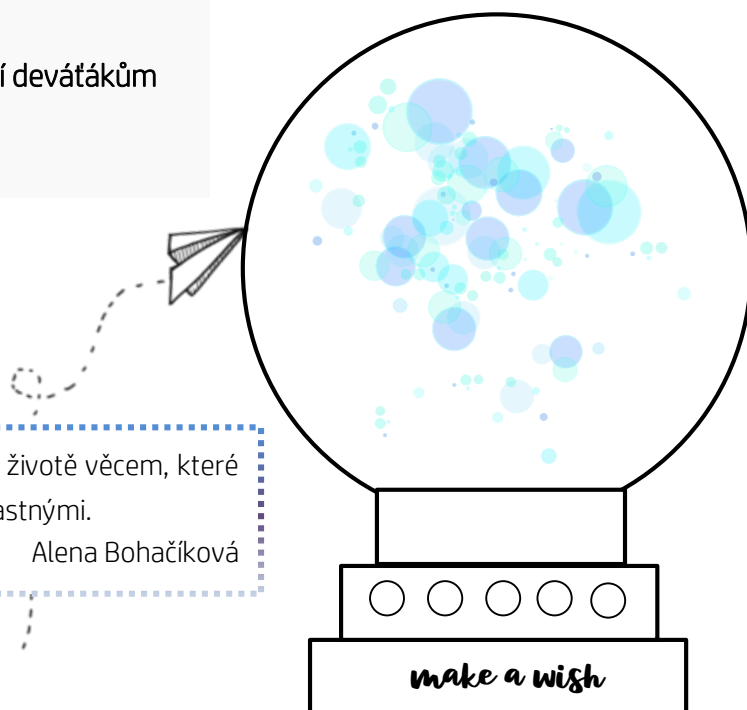 í deváťákům
životě věcem, které
astnými.
Alena Bohačíková
make a wish